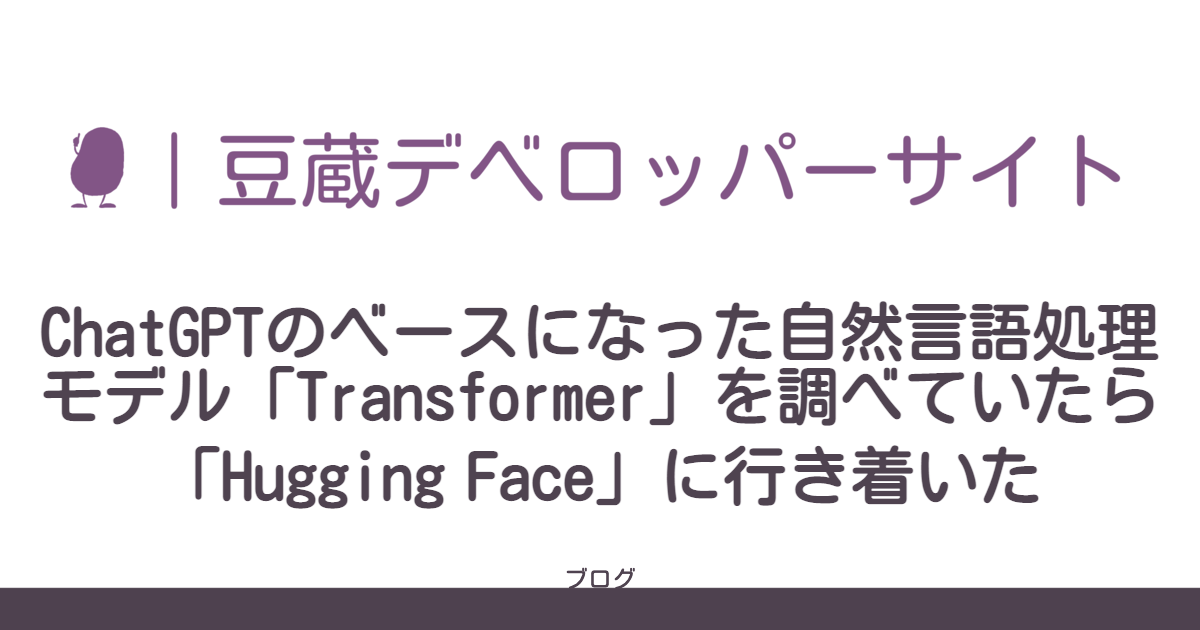 ｜豆蔵デベロッパーサイト
ChatGPTのベースになった自然言語処理
モデル「Transformer」を調べていたら
「Hugging Face」に行き着いた
ブログ